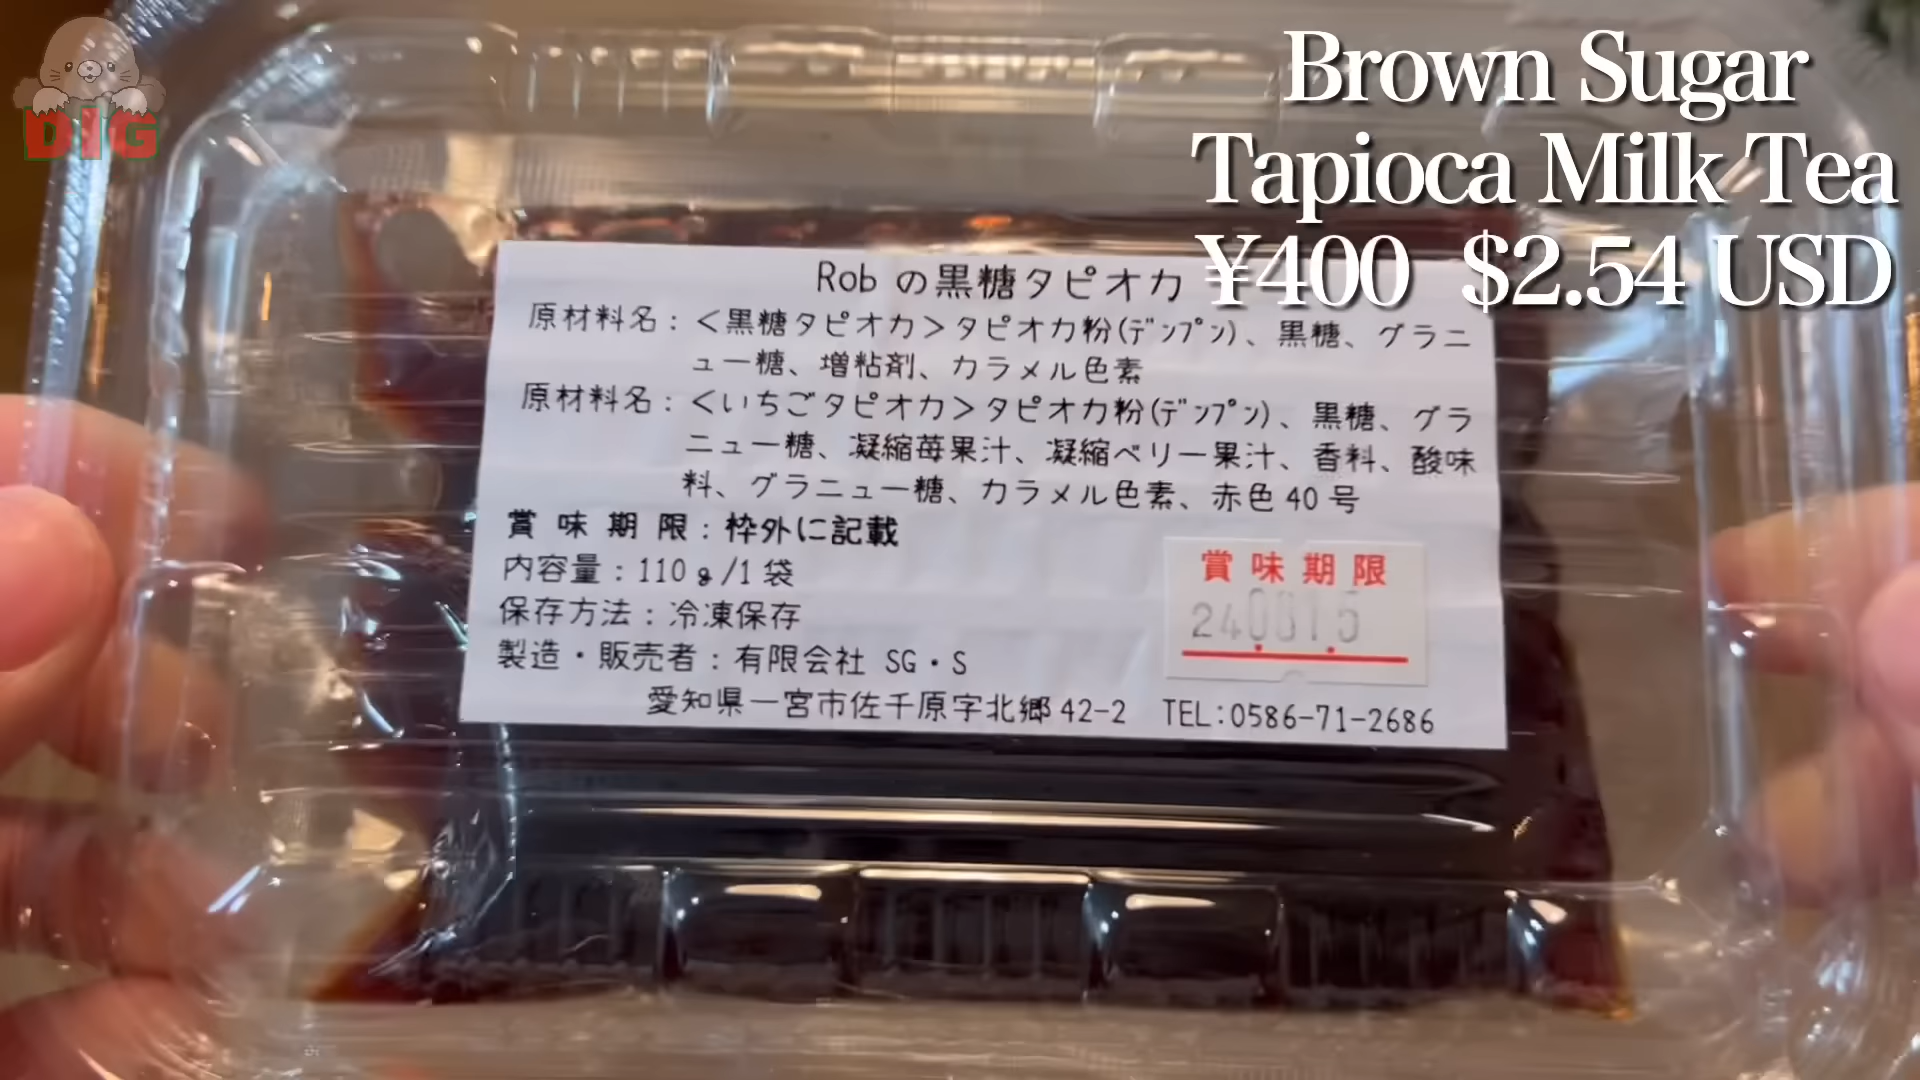 DIG
Brown Sugar
Tapioca Milk Tea
¥400 $2.54 USD
Robの黒糖タピオカ
原材料名：＜黒糖タピオカ＞タピオカ粉(ﾃﾞﾝﾌﾟﾝ)、黒糖、グラニ
ュー糖、増粘剤、カラメル色素
原材料名：＜いちごタピオカ＞タピオカ粉(ﾃﾞﾝﾌﾟﾝ)、黒糖、グラ
ニュー糖、凝縮苺果汁、凝縮ベリー果汁、香料、酸味
料、グラニュー糖、カラメル色素、赤色40号
賞味期限：枠外に記載
内容量：110g/1袋
保存方法：冷凍保存
製造・販売者：有限会社 SG・S
愛知県一宮市佐千原字北郷42-2 TEL:0586-71-2686
賞味期限